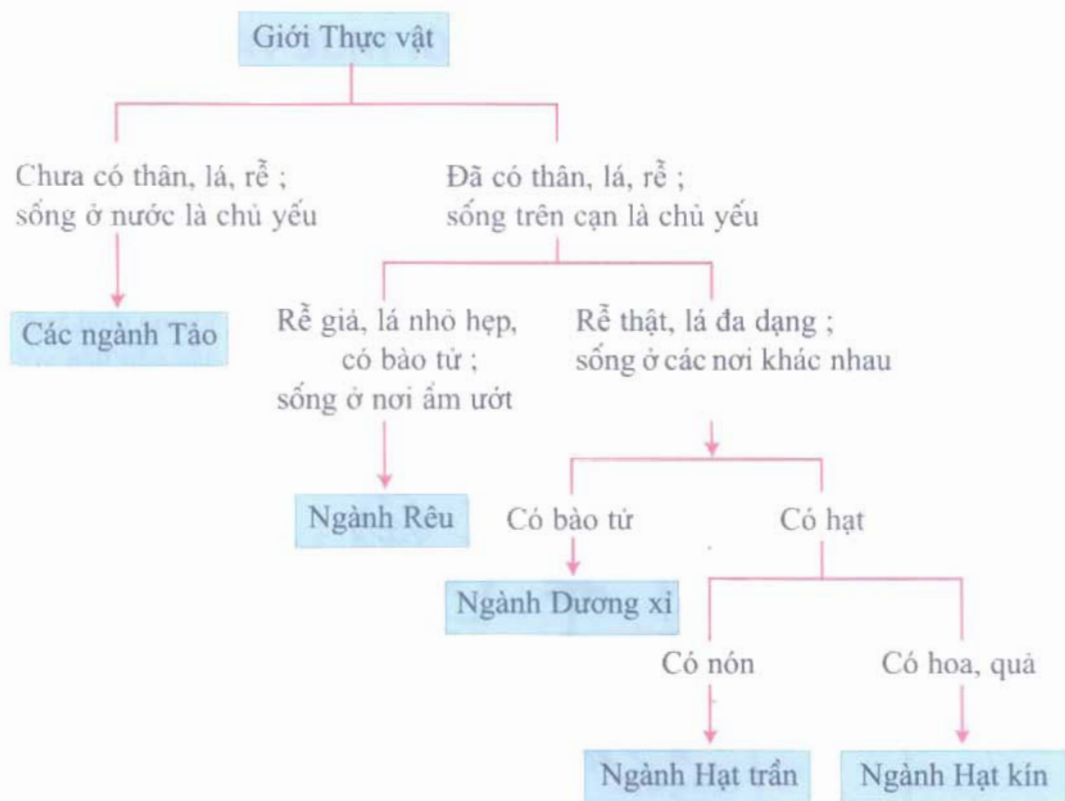 Giới Thực vật
Chưa có thân, lá, rễ ;
sống ở nước là chủ yếu
Đã có thân, lá, rễ ;
sống trên cạn là chủ yếu
Các ngành Tảo
Rễ giả, lá nhỏ hẹp,
có bào tử ;
sống ở nơi ẩm ướt
Rễ thật, lá đa dạng ;
sống ở các nơi khác nhau
Ngành Rêu
Có bào tử
Có hạt
Ngành Dương xỉ
Có nón
Có hoa, quả
Ngành Hạt trần
Ngành Hạt kín